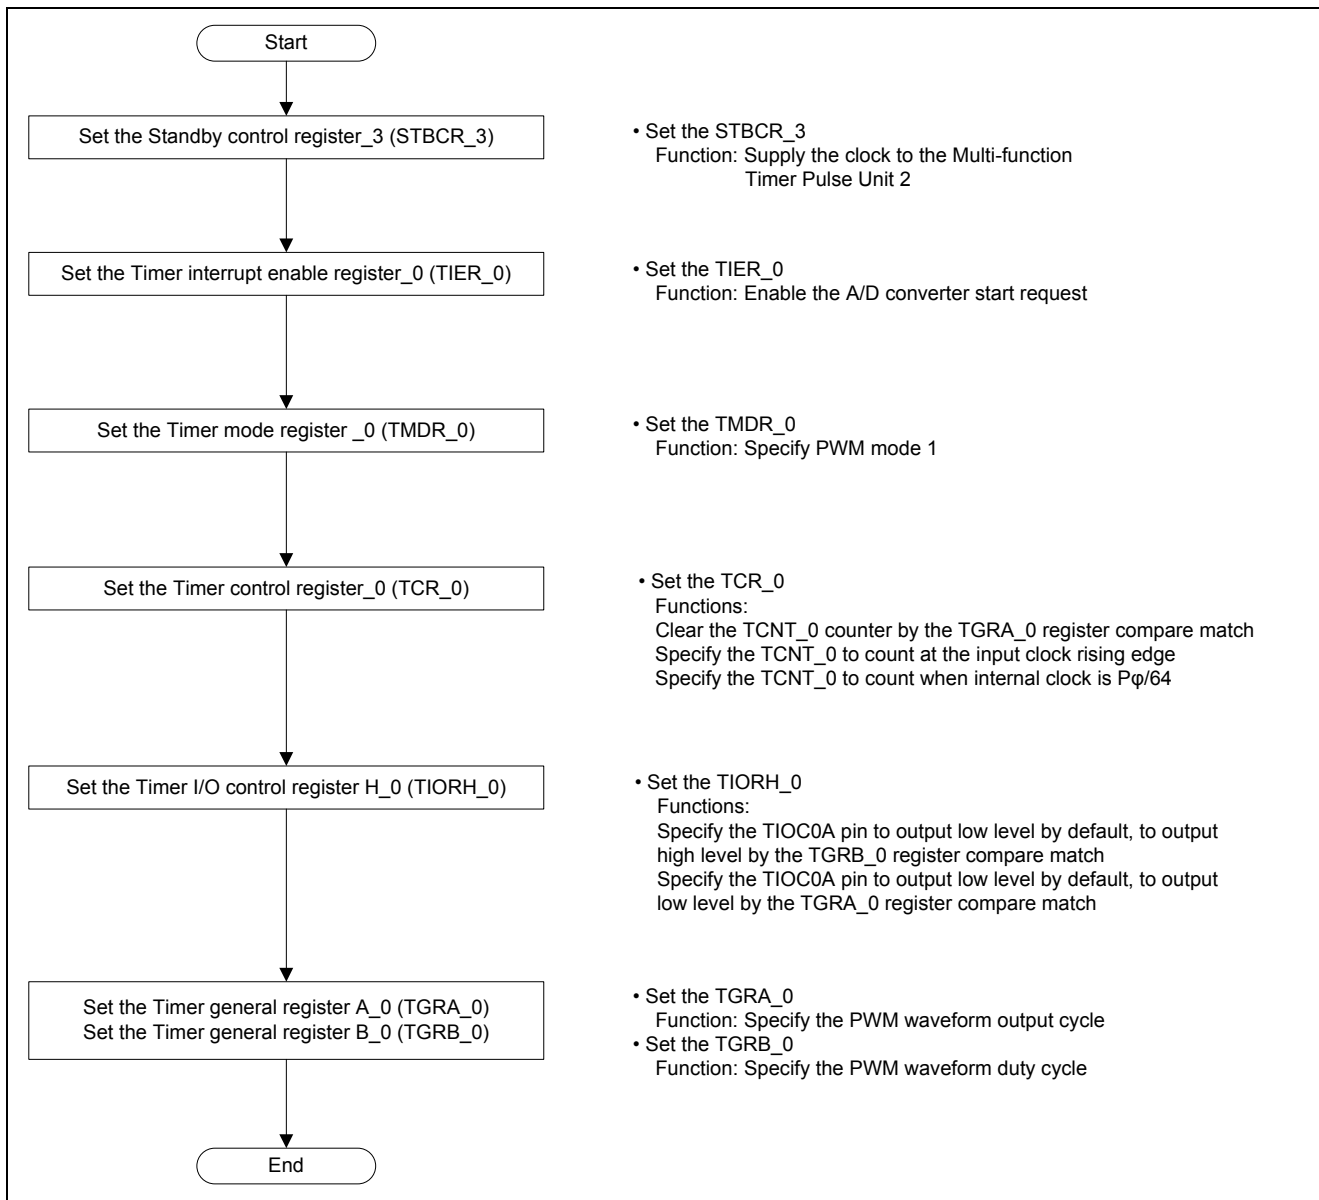 Start
Set the Standby control register_3 (STBCR_3)
• Set the STBCR_3
Function: Supply the clock to the Multi-function
Timer Pulse Unit 2
Set the Timer interrupt enable register_0 (TIER_0)
• Set the TIER_0
Function: Enable the A/D converter start request
Set the Timer mode register _0 (TMDR_0)
• Set the TMDR_0
Function: Specify PWM mode 1
Set the Timer control register_0 (TCR_0)
• Set the TCR_0
Functions:
Clear the TCNT_0 counter by the TGRA_0 register compare match
Specify the TCNT_0 to count at the input clock rising edge
Specify the TCNT_0 to count when internal clock is Pφ/64
Set the Timer I/O control register H_0 (TIORH_0)
• Set the TIORH_0
Functions:
Specify the TIOC0A pin to output low level by default, to output
high level by the TGRB_0 register compare match
Specify the TIOC0A pin to output low level by default, to output
low level by the TGRA_0 register compare match
Set the Timer general register A_0 (TGRA_0)
Set the Timer general register B_0 (TGRB_0)
• Set the TGRA_0
Function: Specify the PWM waveform output cycle
• Set the TGRB_0
Function: Specify the PWM waveform duty cycle
End